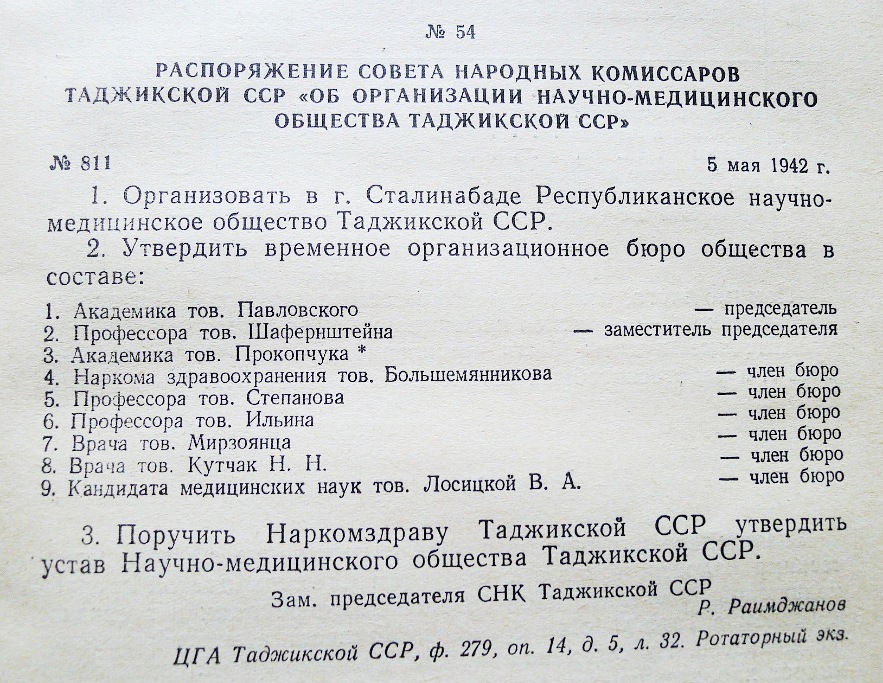 № 54
РАСПОРЯЖЕНИЕ СОВЕТА НАРОДНЫХ КОМИССАРОВ
ТАДЖИКСКОЙ ССР «ОБ ОРГАНИЗАЦИИ НАУЧНО-МЕДИЦИНСКОГО
ОБЩЕСТВА ТАДЖИКСКОЙ ССР»
№ 811 5 мая 1942 г.
1. Организовать в г. Сталинабаде Республиканское научно-
медицинское общество Таджикской ССР.
2. Утвердить временное организационное бюро общества в
составе:
1. Академика тов. Павловского — председатель
2. Профессора тов. Шафернштейна — заместитель председателя
3. Академика тов. Прокопчука *
4. Наркома здравоохранения тов. Большемянникова — член бюро
5. Профессора тов. Степанова — член бюро
6. Профессора тов. Ильина — член бюро
7. Врача тов. Мирзоянца — член бюро
8. Врача тов. Кутчак Н. Н. — член бюро
9. Кандидата медицинских наук тов. Лосицкой В. А. — член бюро
3. Поручить Наркомздраву Таджикской ССР утвердить
устав Научно-медицинского общества Таджикской ССР.
Зам. председателя СНК Таджикской ССР
Р. Раимджанов
ЦГА Таджикской ССР, ф. 279, оп. 14, д. 5, л. 32. Ротаторный экз.